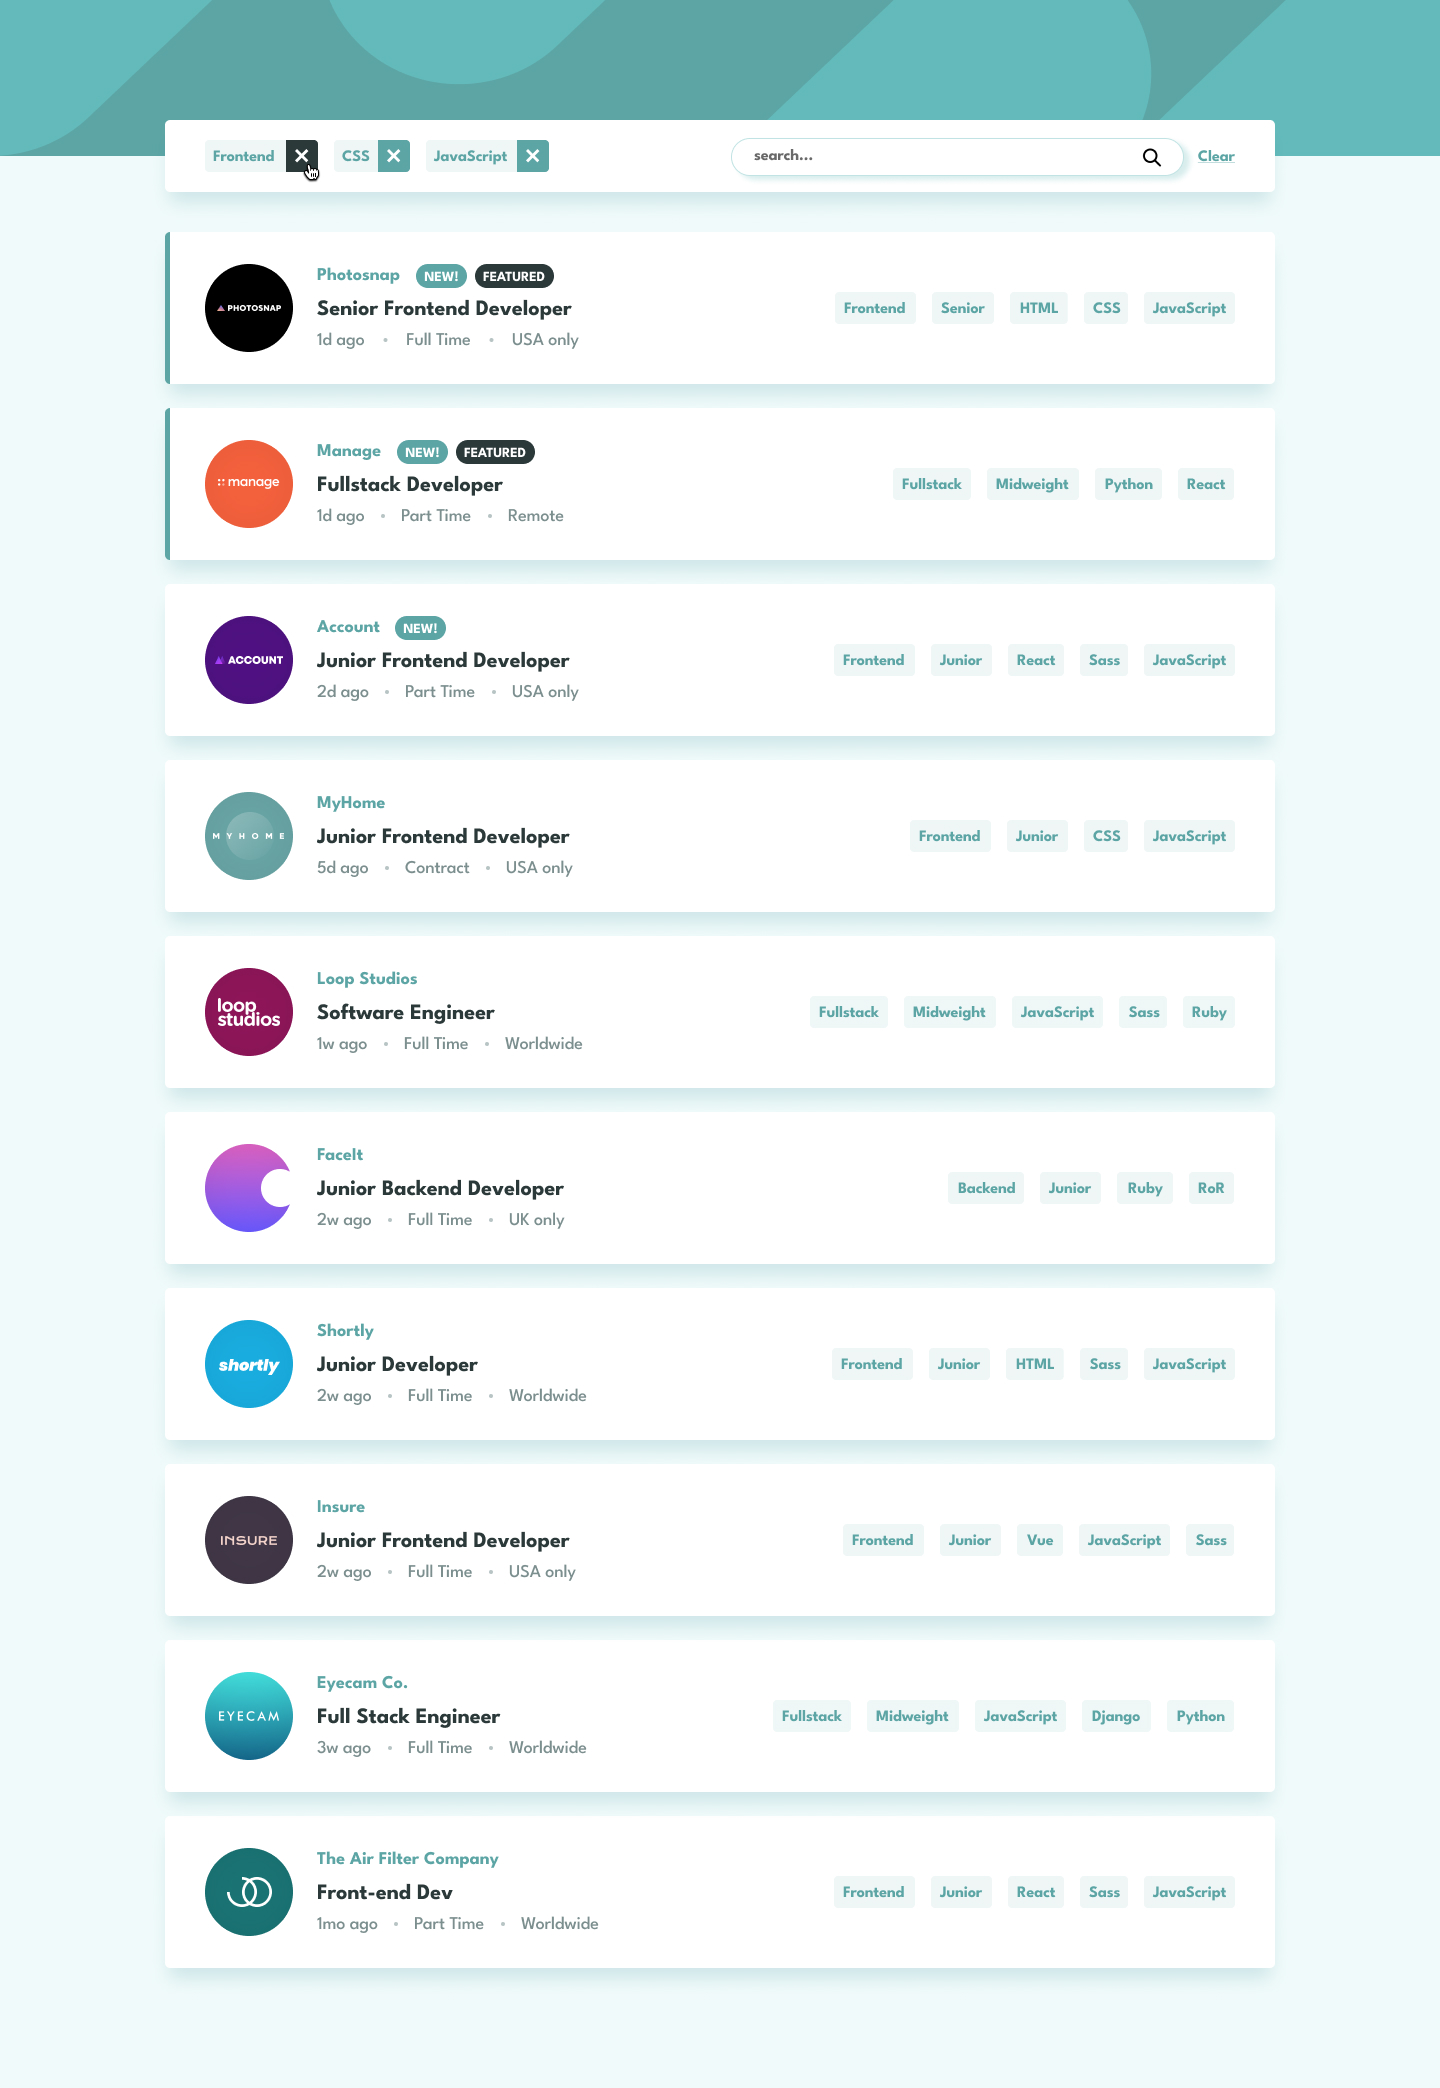 Frontend CSS JavaScript search... Clear
Photosnap NEW! FEATURED
PHOTOSNAP
Senior Frontend Developer
Frontend Senior HTML CSS JavaScript
1d ago • Full Time • USA only
Manage NEW! FEATURED
manage
Fullstack Developer
Fullstack Midweight Python React
1d ago • Part Time • Remote
Account NEW!
ACCOUNT
Junior Frontend Developer
Frontend Junior React Sass JavaScript
2d ago • Part Time • USA only
MyHome
MYHOME
Junior Frontend Developer
Frontend Junior CSS JavaScript
5d ago • Contract • USA only
Loop Studios
loop
studios
Software Engineer
Fullstack Midweight JavaScript Sass Ruby
1w ago • Full Time • Worldwide
FaceIt
Junior Backend Developer
Backend Junior Ruby RoR
2w ago • Full Time • UK only
Shortly
shortly
Junior Developer
Frontend Junior HTML Sass JavaScript
2w ago • Full Time • Worldwide
Insure
INSURE
Junior Frontend Developer
Frontend Junior Vue JavaScript Sass
2w ago • Full Time • USA only
Eyecam Co.
EYECAM
Full Stack Engineer
Fullstack Midweight JavaScript Django Python
3w ago • Full Time • Worldwide
The Air Filter Company
Front-end Dev
Frontend Junior React Sass JavaScript
1mo ago • Part Time • Worldwide